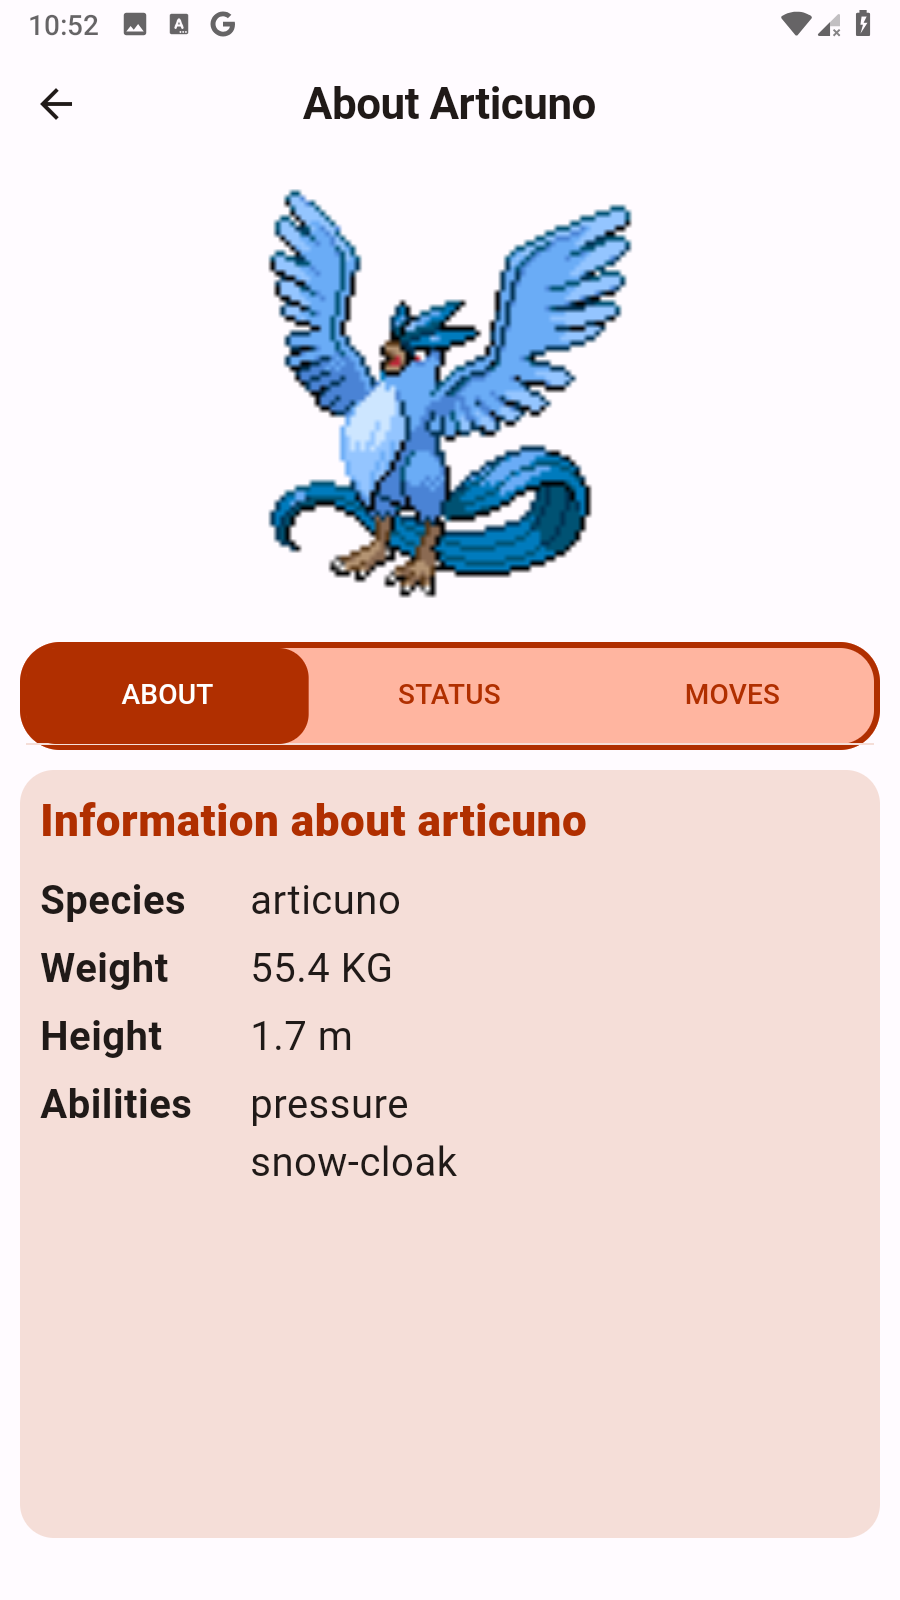 10:52
About Articuno
ABOUT STATUS MOVES
Information about articuno
Species articuno
Weight 55.4 KG
Height 1.7 m
Abilities pressure
snow-cloak